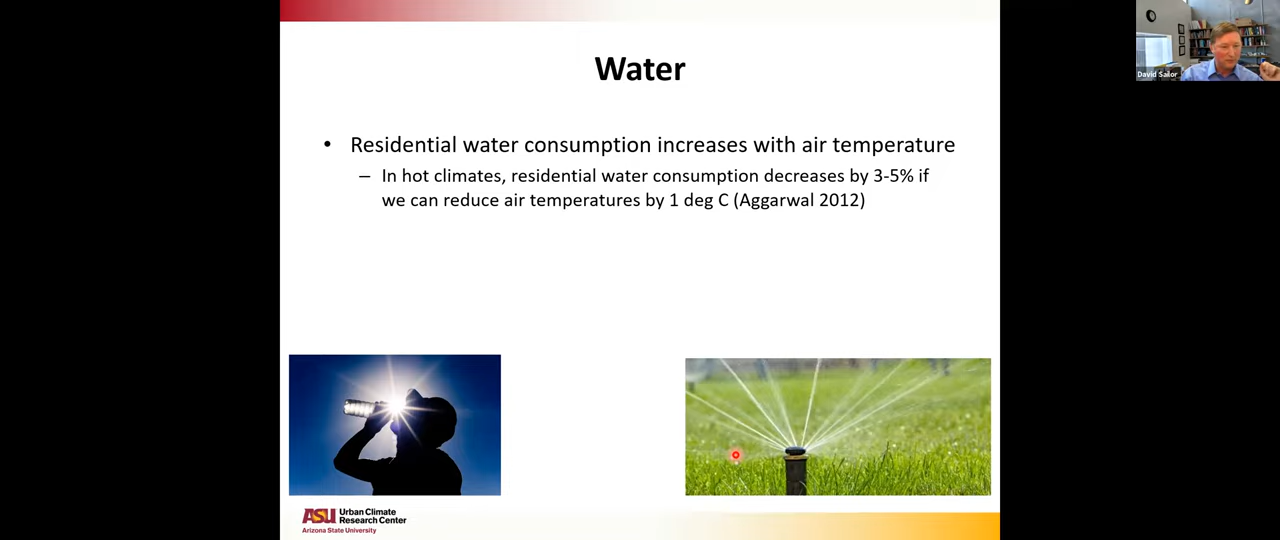 Water
• Residential water consumption increases with air temperature
– In hot climates, residential water consumption decreases by 3-5% if
we can reduce air temperatures by 1 deg C (Aggarwal 2012)
David Sailor
ASU Urban Climate
Research Center
Arizona State University